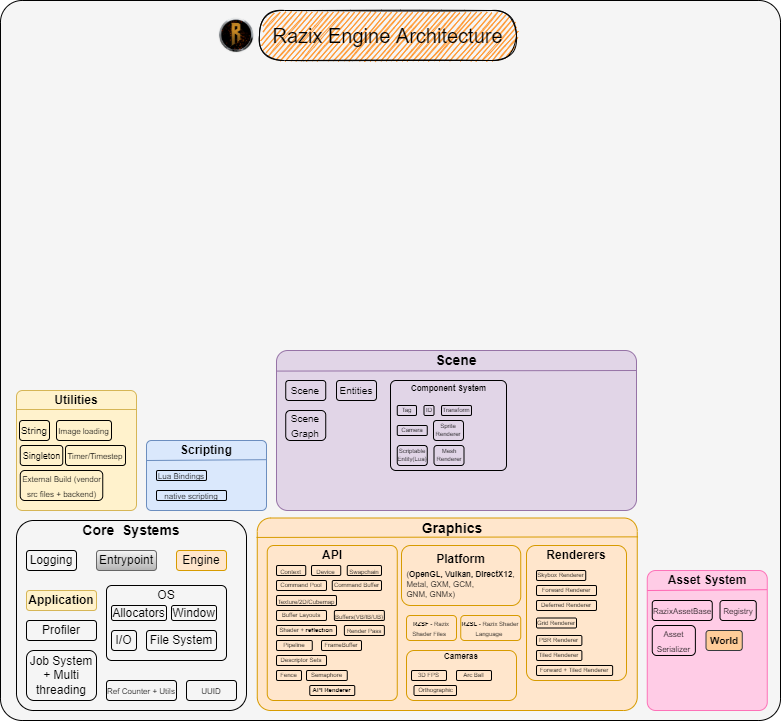 R
Razix Engine Architecture
Scene
Scene
Entities
Scene
Graph
Component System
Tag
ID
Transform
Camera
Sprite
Renderer
Scriptable
Entity(Lua)
Mesh
Renderer
Utilities
String
Image loading
Singleton
Timer/Timestep
External Build (vendor
src files + backend)
Scripting
Lua Bindings
native scripting
Core Systems
Logging
Entrypoint
Engine
Application
Profiler
Job System
+ Multi
threading
OS
Allocators
Window
I/O
File System
Ref Counter + Utils
UUID
Graphics
API
Context
Device
Swapchain
Command Pool
Command Buffer
Texture/2D/Cubemap
Buffer Layouts
Buffers(VB/IB/UB)
Shader + reflection
Render Pass
Pipeline
FrameBuffer
Descriptor Sets
Fence
Semaphore
API Renderer
Platform
(OpenGL, Vulkan, DirectX12,
Metal, GXM, GCM,
GNM, GNMx)
RZSF - Razix
Shader Files
RZSL - Razix Shader
Language
Cameras
3D FPS
Arc Ball
Orthographic
Renderers
Skybox Renderer
Forward Renderer
Deferred Renderer
Grid Renderer
PBR Renderer
Tiled Renderer
Forward + Tiled Renderer
Asset System
RazixAssetBase
Registry
Asset
Serializer
World